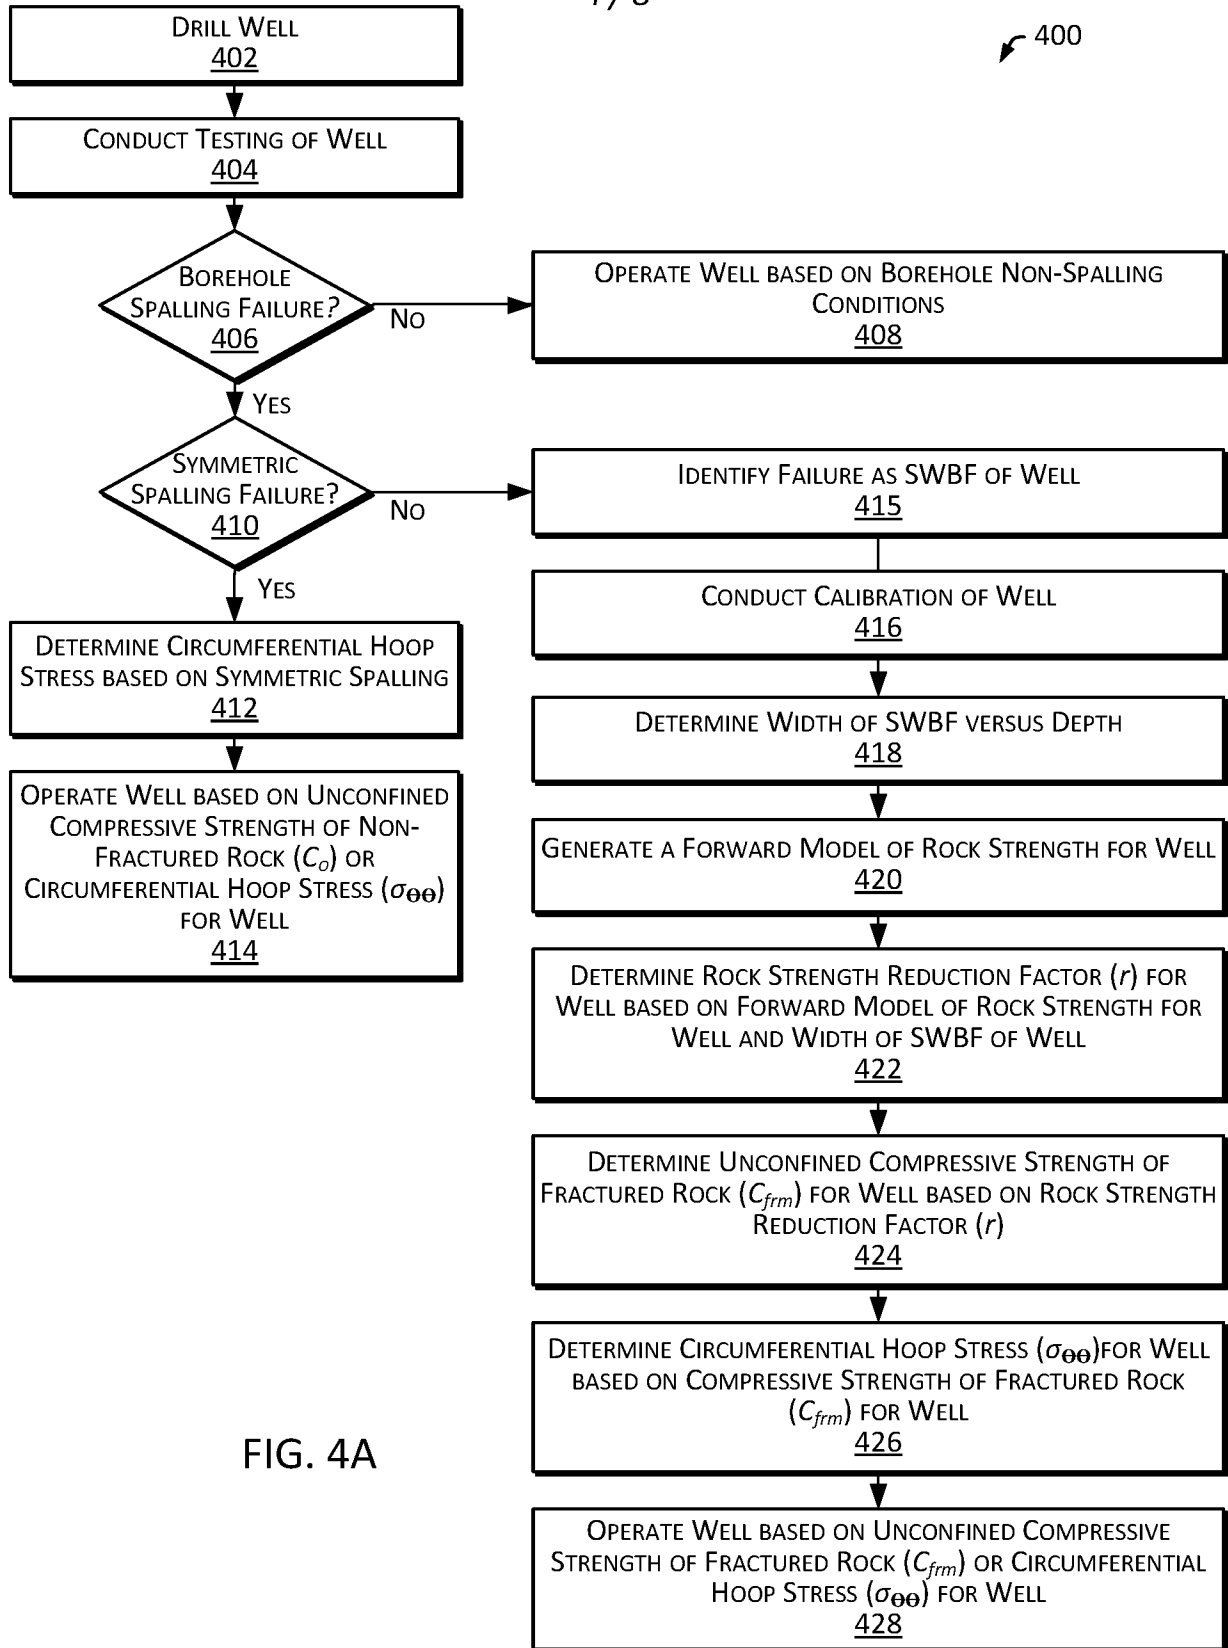 400
DRILL WELL
402
CONDUCT TESTING OF WELL
404
BOREHOLE
SPALLING FAILURE?
406
NO
YES
OPERATE WELL BASED ON BOREHOLE NON-SPALLING
CONDITIONS
408
SYMMETRIC
SPALLING FAILURE?
410
NO
YES
DETERMINE CIRCUMFERENTIAL HOOP
STRESS BASED ON SYMMETRIC SPALLING
412
OPERATE WELL BASED ON UNCONFINED
COMPRESSIVE STRENGTH OF NON-
FRACTURED ROCK (Co) OR
CIRCUMFERENTIAL HOOP STRESS (σθθ)
FOR WELL
414
IDENTIFY FAILURE AS SWBF OF WELL
415
CONDUCT CALIBRATION OF WELL
416
DETERMINE WIDTH OF SWBF VERSUS DEPTH
418
GENERATE A FORWARD MODEL OF ROCK STRENGTH FOR WELL
420
DETERMINE ROCK STRENGTH REDUCTION FACTOR (r) FOR
WELL BASED ON FORWARD MODEL OF ROCK STRENGTH FOR
WELL AND WIDTH OF SWBF OF WELL
422
DETERMINE UNCONFINED COMPRESSIVE STRENGTH OF
FRACTURED ROCK (Cfrm) FOR WELL BASED ON ROCK STRENGTH
REDUCTION FACTOR (r)
424
DETERMINE CIRCUMFERENTIAL HOOP STRESS (σθθ)FOR WELL
BASED ON COMPRESSIVE STRENGTH OF FRACTURED ROCK
(Cfrm) FOR WELL
426
OPERATE WELL BASED ON UNCONFINED COMPRESSIVE
STRENGTH OF FRACTURED ROCK (Cfrm) OR CIRCUMFERENTIAL
HOOP STRESS (σθθ) FOR WELL
428
FIG. 4A